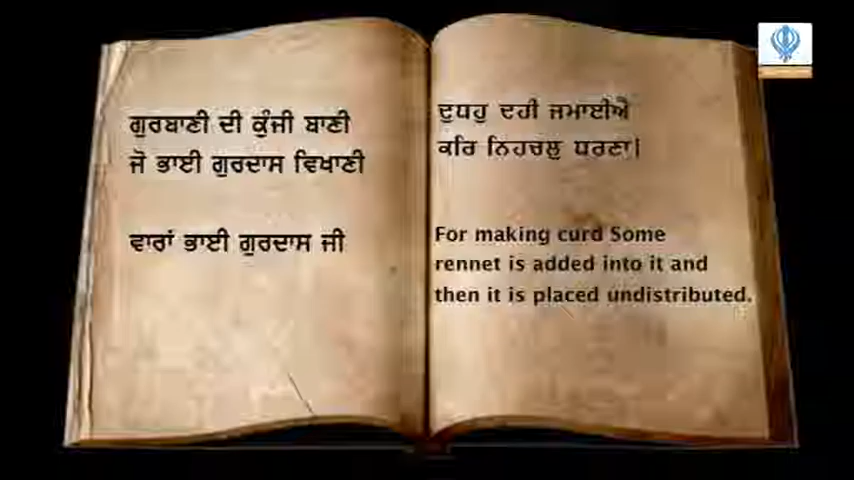 ਗੁਰਬਾਣੀ ਦੀ ਕੁੰਜੀ ਬਾਣੀ
ਜੋ ਭਾਈ ਗੁਰਦਾਸ ਵਿਖਾਣੀ
ਵਾਰਾਂ ਭਾਈ ਗੁਰਦਾਸ ਜੀ
ਦੁਧਹੁ ਦਹੀ ਜਮਾਈਐ
ਕਰਿ ਨਿਹਚਲੁ ਧਰਣਾ।
For making curd Some
rennet is added into it and
then it is placed undistributed.